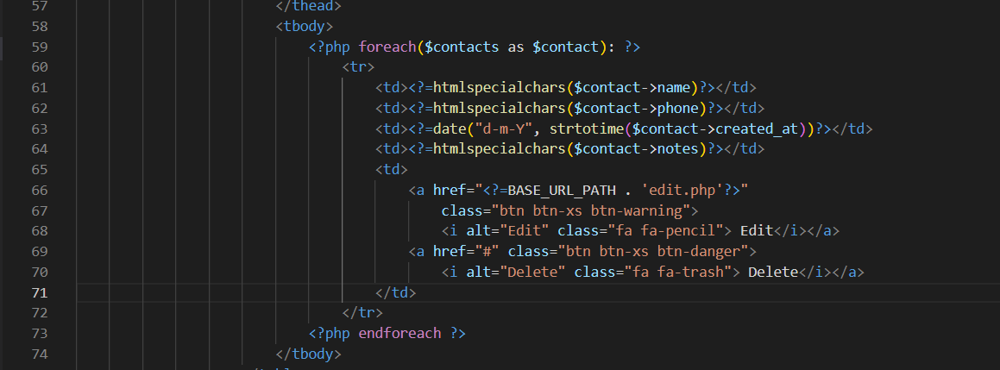 57 </thead>
58 <tbody>
59 <?php foreach($contacts as $contact): ?>
60 <tr>
61 <td><?=htmlspecialchars($contact->name)?></td>
62 <td><?=htmlspecialchars($contact->phone)?></td>
63 <td><?=date("d-m-Y", strtotime($contact->created_at))?></td>
64 <td><?=htmlspecialchars($contact->notes)?></td>
65 <td>
66 <a href="<?=BASE_URL_PATH . 'edit.php'?>"
67 class="btn btn-xs btn-warning">
68 <i alt="Edit" class="fa fa-pencil"> Edit</i></a>
69 <a href="#" class="btn btn-xs btn-danger">
70 <i alt="Delete" class="fa fa-trash"> Delete</i></a>
71 </td>
72 </tr>
73 <?php endforeach ?>
74 </tbody>